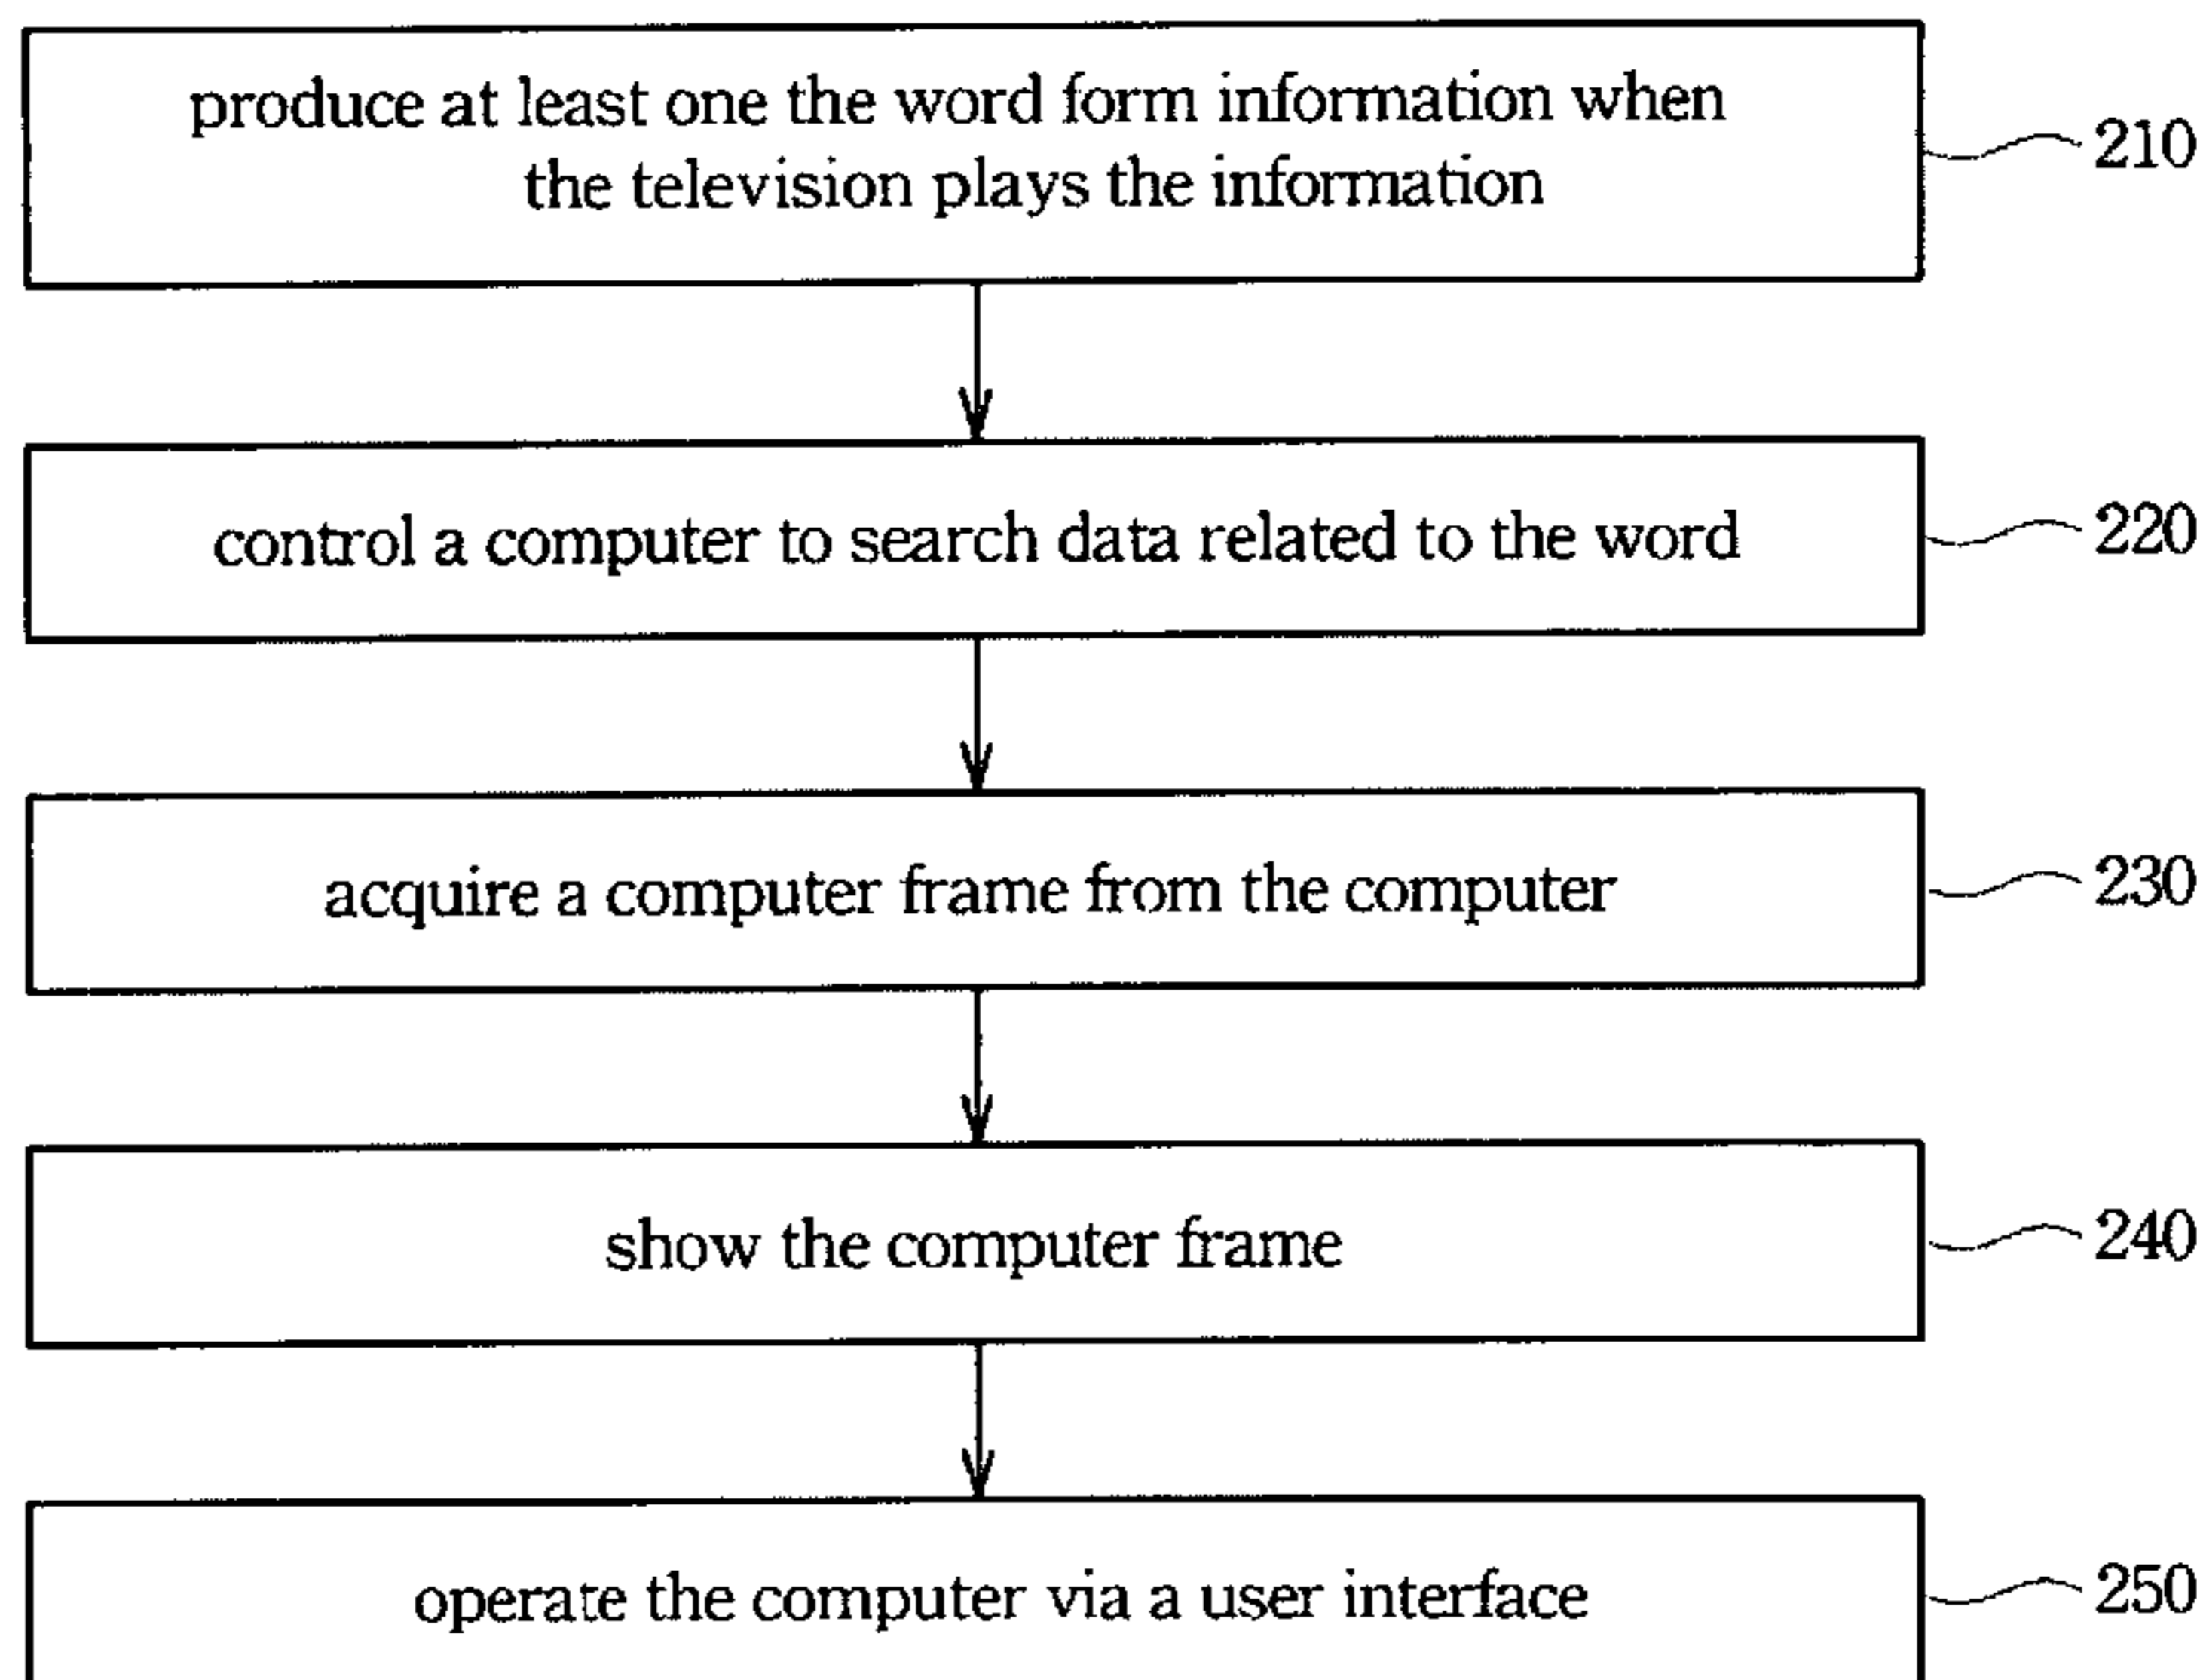 produce at least one the word form information when
the television plays the information
210
control a computer to search data related to the word
220
acquire a computer frame from the computer
230
show the computer frame
240
operate the computer via a user interface
250